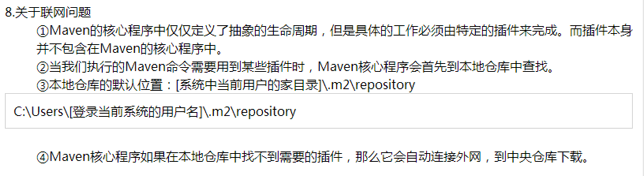 8.关于联网问题
①Maven的核心程序中仅仅定义了抽象的生命周期，但是具体的工作必须由特定的插件来完成。而插件本身
并不包含在Maven的核心程序中。
②当我们执行的Maven命令需要用到某些插件时，Maven核心程序会首先到本地仓库中查找。
③本地仓库的默认位置：[系统中当前用户的家目录]\.m2\repository
C:\Users\[登录当前系统的用户名]\.m2\repository
④Maven核心程序如果在本地仓库中找不到需要的插件，那么它会自动连接外网，到中央仓库下载。